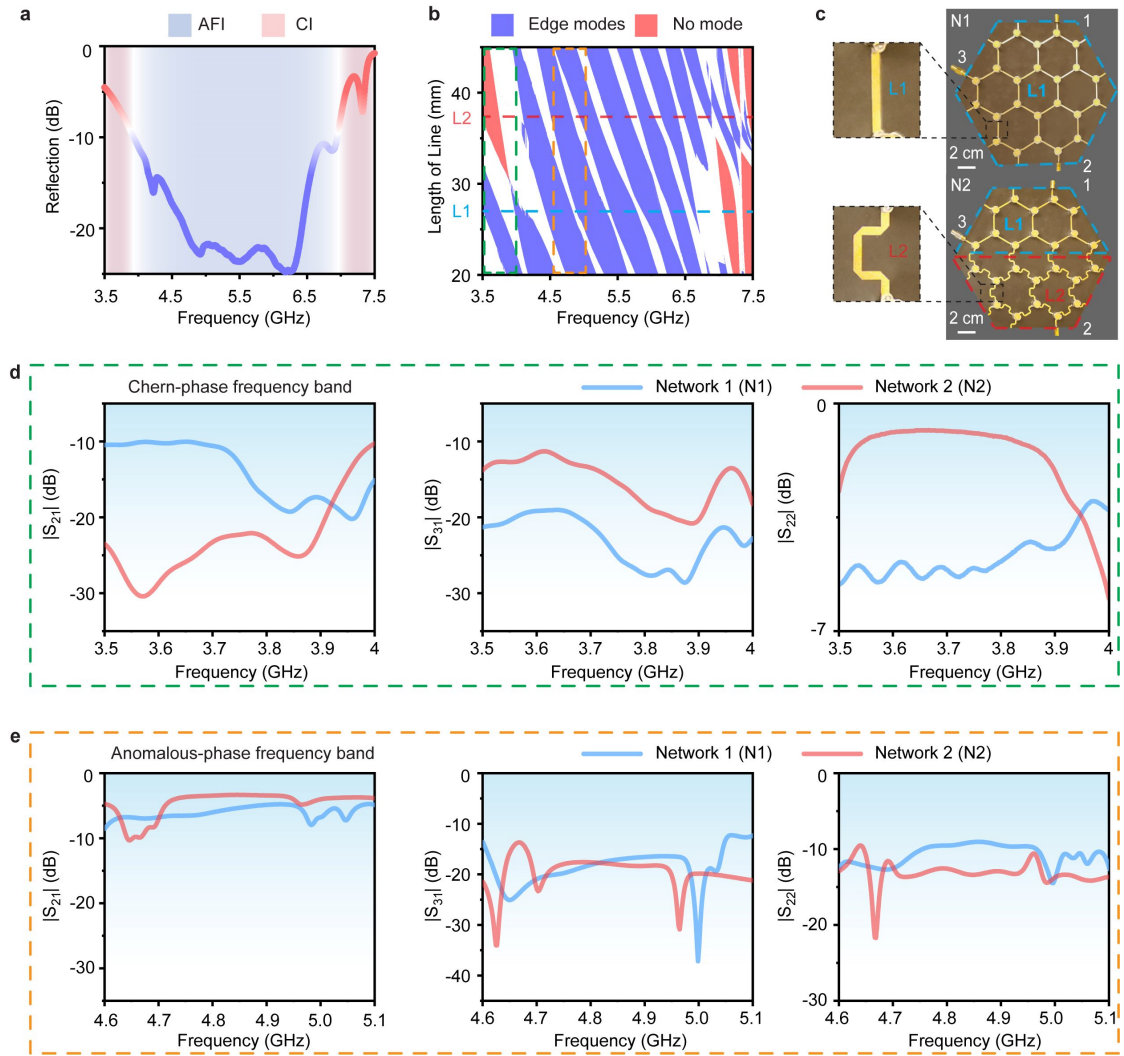 a
AFI
CI
Reflection (dB)
0
-10
-20
3.5
4.5
5.5
6.5
7.5
Frequency (GHz)
b
Edge modes
No mode
Length of Line (mm)
40
L2
30
L1
20
3.5
4.5
5.5
6.5
7.5
Frequency (GHz)
c
L1
N1
1
3
L1
2 cm
2
L2
N2
1
3
L1
L2
2 cm
2
d
Chern-phase frequency band
Network 1 (N1)
Network 2 (N2)
|S21| (dB)
-10
-20
-30
3.5
3.6
3.7
3.8
3.9
4
Frequency (GHz)
|S31| (dB)
-10
-20
-30
3.5
3.6
3.7
3.8
3.9
4
Frequency (GHz)
|S22| (dB)
0
-7
3.5
3.6
3.7
3.8
3.9
4
Frequency (GHz)
e
Anomalous-phase frequency band
Network 1 (N1)
Network 2 (N2)
|S21| (dB)
0
-10
-20
-30
4.6
4.7
4.8
4.9
5.0
5.1
Frequency (GHz)
|S31| (dB)
0
-10
-20
-30
-40
4.6
4.7
4.8
4.9
5.0
5.1
Frequency (GHz)
|S22| (dB)
0
-10
-20
-30
4.6
4.7
4.8
4.9
5.0
5.1
Frequency (GHz)